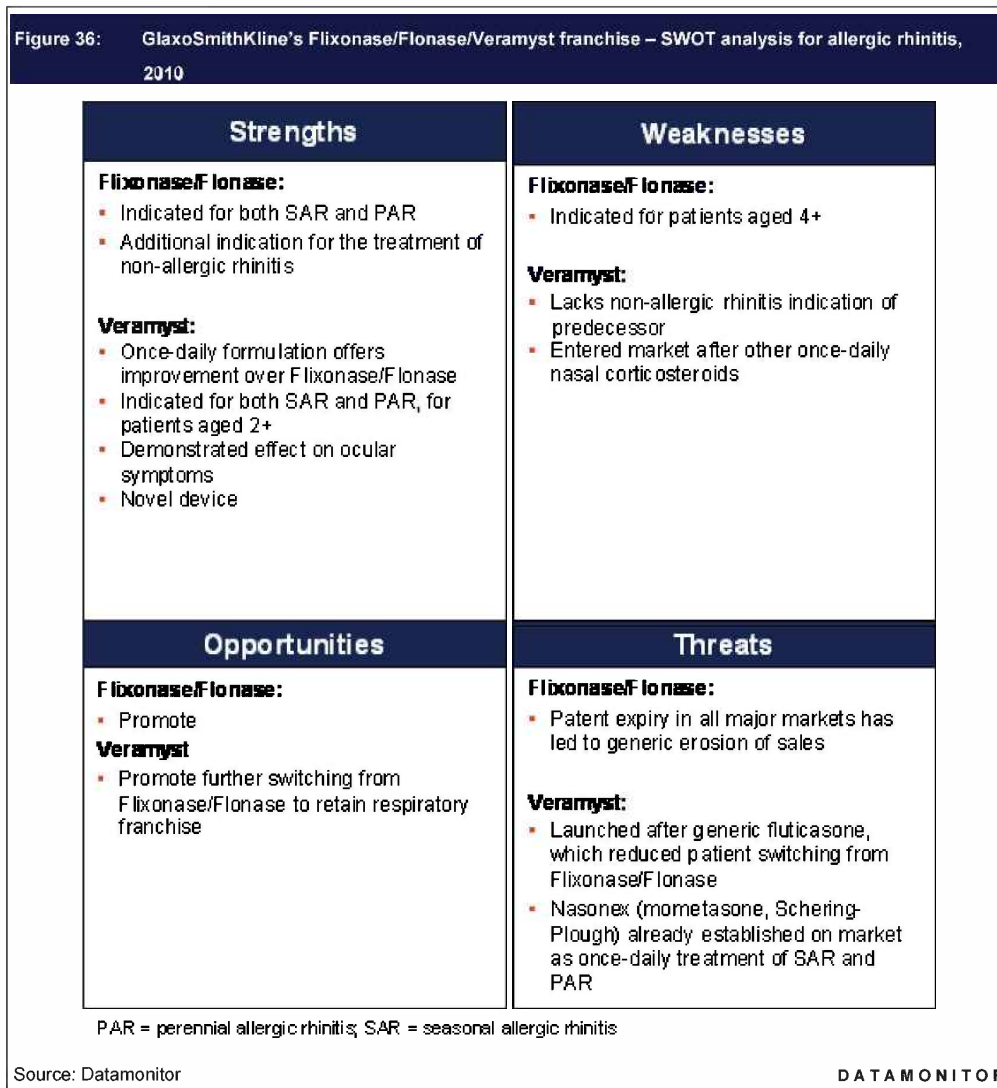 Figure 36: GlaxoSmithKline's Flixonase/Flonase/Veramyst franchise – SWOT analysis for allergic rhinitis,
2010
Strengths
Flixonase/Flonase:
▪ Indicated for both SAR and PAR
▪ Additional indication for the treatment of
non-allergic rhinitis
Veramyst:
▪ Once-daily formulation offers
improvement over Flixonase/Flonase
▪ Indicated for both SAR and PAR, for
patients aged 2+
▪ Demonstrated effect on ocular
symptoms
▪ Novel device
Weaknesses
Flixonase/Flonase:
▪ Indicated for patients aged 4+
Veramyst:
▪ Lacks non-allergic rhinitis indication of
predecessor
▪ Entered market after other once-daily
nasal corticosteroids
Opportunities
Flixonase/Flonase:
▪ Promote
Veramyst
▪ Promote further switching from
Flixonase/Flonase to retain respiratory
franchise
Threats
Flixonase/Flonase:
▪ Patent expiry in all major markets has
led to generic erosion of sales
Veramyst:
▪ Launched after generic fluticasone,
which reduced patient switching from
Flixonase/Flonase
▪ Nasonex (mometasone, Schering-
Plough) already established on market
as once-daily treatment of SAR and
PAR
PAR = perennial allergic rhinitis; SAR = seasonal allergic rhinitis
Source: Datamonitor
DATAMONITOR